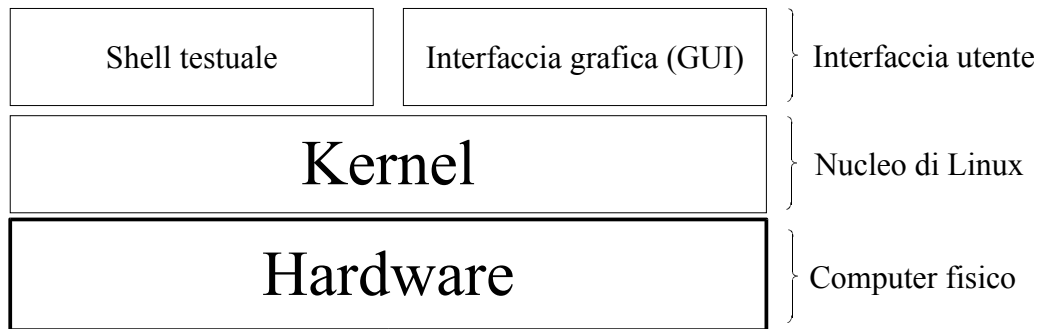 Shell testuale
Interfaccia grafica (GUI)
Interfaccia utente
Kernel
Nucleo di Linux
Hardware
Computer fisico